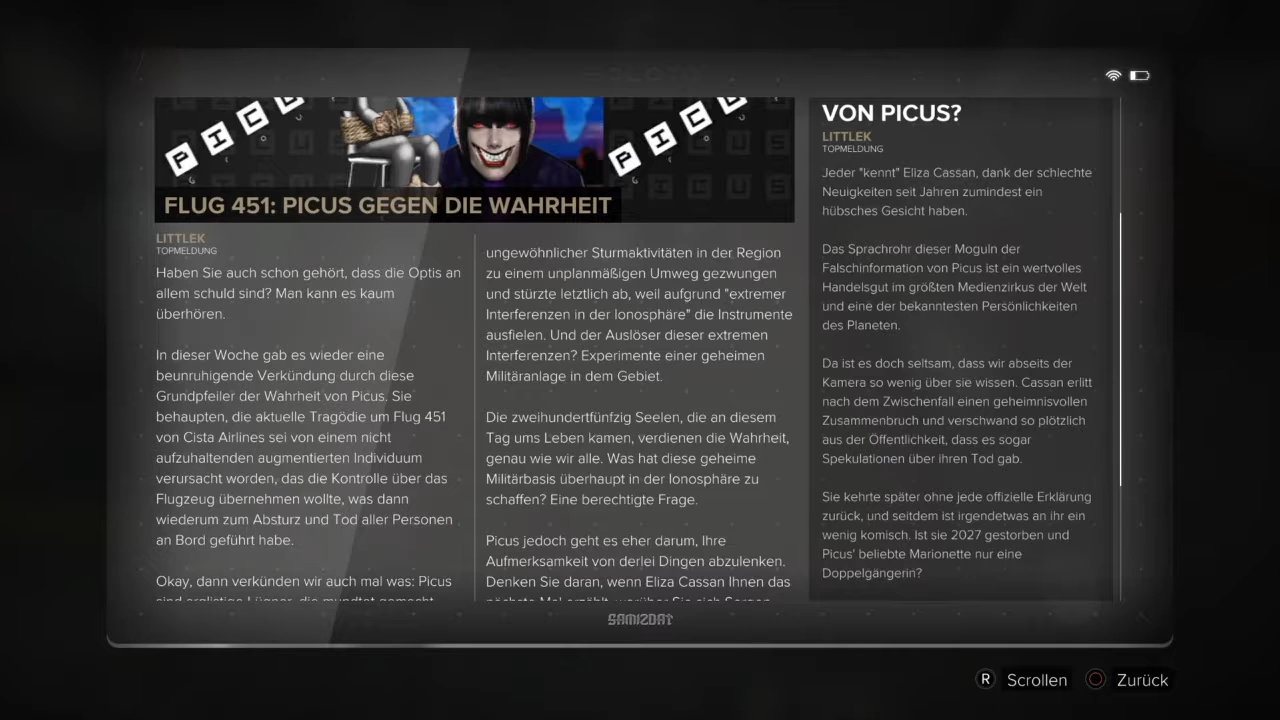 PICUS
PICUS
FLUG 451: PICUS GEGEN DIE WAHRHEIT
LITTLEK
TOPMELDUNG
Haben Sie auch schon gehört, dass die Optis an
allem schuld sind? Man kann es kaum
überhören.
In dieser Woche gab es wieder eine
beunruhigende Verkündung durch diese
Grundpfeiler der Wahrheit von Picus. Sie
behaupten, die aktuelle Tragödie um Flug 451
von Cista Airlines sei von einem nicht
aufzuhaltenden augmentierten Individuum
verursacht worden, das die Kontrolle über das
Flugzeug übernehmen wollte, was dann
wiederum zum Absturz und Tod aller Personen
an Bord geführt habe.
Okay, dann verkünden wir auch mal was: Picus
sind arglistige Lügner, die mundtot gemacht
ungewöhnlicher Sturmaktivitäten in der Region
zu einem unplanmäßigen Umweg gezwungen
und stürzte letztlich ab, weil aufgrund "extremer
Interferenzen in der Ionosphäre" die Instrumente
ausfielen. Und der Auslöser dieser extremen
Interferenzen? Experimente einer geheimen
Militäranlage in dem Gebiet.
Die zweihundertfünfzig Seelen, die an diesem
Tag ums Leben kamen, verdienen die Wahrheit,
genau wie wir alle. Was hat diese geheime
Militärbasis überhaupt in der Ionosphäre zu
schaffen? Eine berechtigte Frage.
Picus jedoch geht es eher darum, Ihre
Aufmerksamkeit von derlei Dingen abzulenken.
Denken Sie daran, wenn Eliza Cassan Ihnen das
nächste Mal erzählt, worüber Sie sich Sorgen
VON PICUS?
LITTLEK
TOPMELDUNG
Jeder "kennt" Eliza Cassan, dank der schlechte
Neuigkeiten seit Jahren zumindest ein
hübsches Gesicht haben.
Das Sprachrohr dieser Moguln der
Falschinformation von Picus ist ein wertvolles
Handelsgut im größten Medienzirkus der Welt
und eine der bekanntesten Persönlichkeiten
des Planeten.
Da ist es doch seltsam, dass wir abseits der
Kamera so wenig über sie wissen. Cassan erlitt
nach dem Zwischenfall einen geheimnisvollen
Zusammenbruch und verschwand so plötzlich
aus der Öffentlichkeit, dass es sogar
Spekulationen über ihren Tod gab.
Sie kehrte später ohne jede offizielle Erklärung
zurück, und seitdem ist irgendetwas an ihr ein
wenig komisch. Ist sie 2027 gestorben und
Picus' beliebte Marionette nur eine
Doppelgängerin?
SAMIZDAT
R Scrollen Zurück